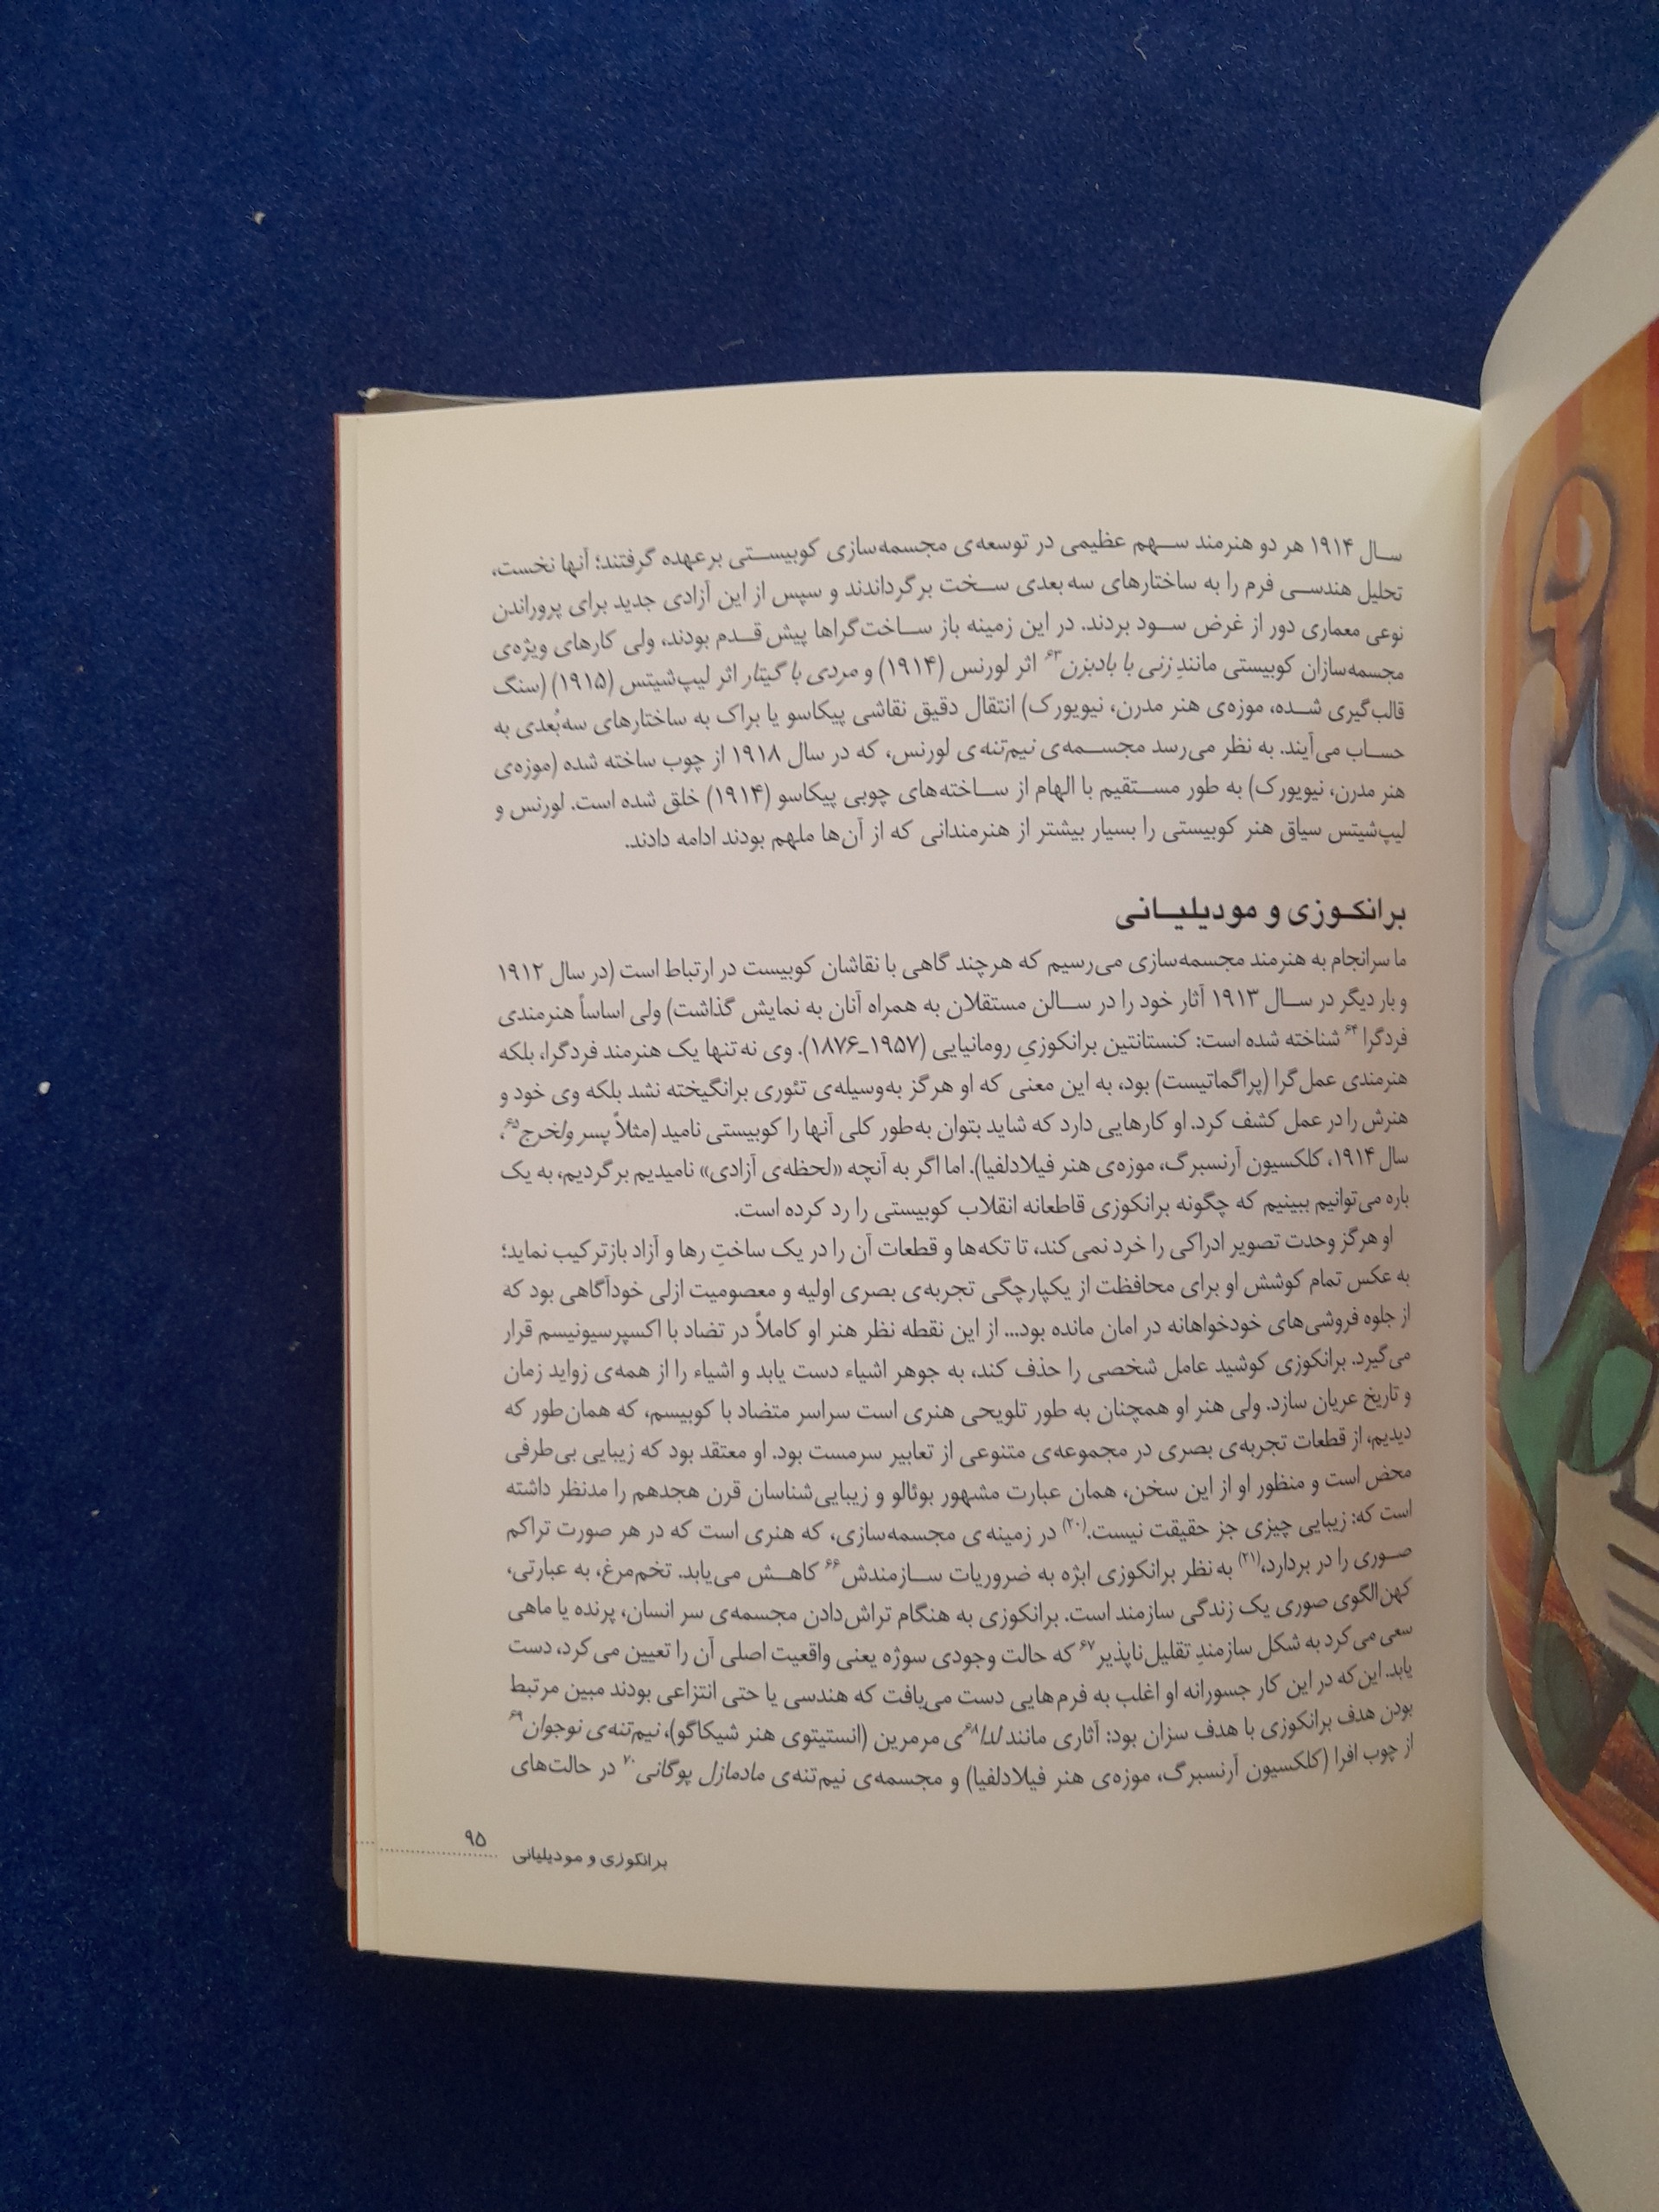 سال ۱۹۱۴ هر دو هنرمند سهم عظیمی در توسعه‌ی مجسمه‌سازی کوبیستی برعهده گرفتند؛ آنها نخست،
تحلیل هندسی فرم را به ساختارهای سه بعدی سخت برگرداندند و سپس از این آزادی جدید برای پروراندن
نوعی معماری دور از غرض سود بردند. در این زمینه باز ساخت‌گراها پیش قدم بودند، ولی کارهای ویژه‌ی
مجسمه‌سازان کوبیستی مانندِ زنی با بادبزن۶۳ اثر لورنس (۱۹۱۴) و مردی با گیتار اثر لیپ‌شیتس (۱۹۱۵) (سنگ
قالب‌گیری شده، موزه‌ی هنر مدرن، نیویورک) انتقال دقیق نقاشی پیکاسو یا براک به ساختارهای سه‌بُعدی به
حساب می‌آیند. به نظر می‌رسد مجسمه‌ی نیم‌تنه‌ی لورنس، که در سال ۱۹۱۸ از چوب ساخته شده (موزه‌ی
هنر مدرن، نیویورک) به طور مستقیم با الهام از ساخته‌های چوبی پیکاسو (۱۹۱۴) خلق شده است. لورنس و
لیپ‌شیتس سیاق هنر کوبیستی را بسیار بیشتر از هنرمندانی که از آن‌ها ملهم بودند ادامه دادند.
برانکوزی و مودیلیانی
ما سرانجام به هنرمند مجسمه‌سازی می‌رسیم که هرچند گاهی با نقاشان کوبیست در ارتباط است (در سال ۱۹۱۲
و بار دیگر در سال ۱۹۱۳ آثار خود را در سالن مستقلان به همراه آنان به نمایش گذاشت) ولی اساساً هنرمندی
فردگرا۶۴ شناخته شده است: کنستانتین برانکوزیِ رومانیایی (۱۹۵۷ـ۱۸۷۶). وی نه تنها یک هنرمند فردگرا، بلکه
هنرمندی عمل‌گرا (پراگماتیست) بود، به این معنی که او هرگز به‌وسیله‌ی تئوری برانگیخته نشد بلکه وی خود و
هنرش را در عمل کشف کرد. او کارهایی دارد که شاید بتوان به‌طور کلی آنها را کوبیستی نامید (مثلاً پسر ولخرج۶۵،
سال ۱۹۱۴، کلکسیون آرنسبرگ، موزه‌ی هنر فیلادلفیا). اما اگر به آنچه «لحظه‌ی آزادی» نامیدیم برگردیم، به یک
باره می‌توانیم ببینیم که چگونه برانکوزی قاطعانه انقلاب کوبیستی را رد کرده است.
او هرگز وحدت تصویر ادراکی را خرد نمی‌کند، تا تکه‌ها و قطعات آن را در یک ساختِ رها و آزاد بازترکیب نماید؛
به عکس تمام کوشش او برای محافظت از یکپارچگی تجربه‌ی بصری اولیه و معصومیت ازلی خودآگاهی بود که
از جلوه فروشی‌های خودخواهانه در امان مانده بود... از این نقطه نظر هنر او کاملاً در تضاد با اکسپرسیونیسم قرار
می‌گیرد. برانکوزی کوشید عامل شخصی را حذف کند، به جوهر اشیاء دست یابد و اشیاء را از همه‌ی زواید زمان
و تاریخ عریان سازد. ولی هنر او همچنان به طور تلویحی هنری است سراسر متضاد با کوبیسم، که همان‌طور که
دیدیم، از قطعات تجربه‌ی بصری در مجموعه‌ی متنوعی از تعابیر سرمست بود. او معتقد بود که زیبایی بی‌طرفی
محض است و منظور او از این سخن، همان عبارت مشهور بوئالو و زیبایی‌شناسان قرن هجدهم را مدنظر داشته
است که: زیبایی چیزی جز حقیقت نیست.(۲۰) در زمینه‌ی مجسمه‌سازی، که هنری است که در هر صورت تراکم
صوری را در بردارد،(۲۱) به‌نظر برانکوزی ابژه به ضروریات سازمندش۶۶ کاهش می‌یابد. تخم‌مرغ، به عبارتی،
کهن‌الگوی صوری یک زندگی سازمند است. برانکوزی به هنگام تراش‌دادن مجسمه‌ی سر انسان، پرنده یا ماهی
سعی می‌کرد به شکل سازمندِ تقلیل‌ناپذیر۶۷ که حالت وجودی سوژه یعنی واقعیت اصلی آن را تعیین می‌کرد، دست
یابد. این‌که در این کار جسورانه او اغلب به فرم‌هایی دست می‌یافت که هندسی یا حتی انتزاعی بودند مبین مرتبط
بودن هدف برانکوزی با هدف سزان بود: آثاری مانند لدا۶۸ی مرمرین (انستیتوی هنر شیکاگو)، نیم‌تنه‌ی نوجوان۶۹
از چوب افرا (کلکسیون آرنسبرگ، موزه‌ی هنر فیلادلفیا) و مجسمه‌ی نیم‌تنه‌ی مادمازل پوگانی۷۰ در حالت‌های
برانکوزی و مودیلیانی ۹۵